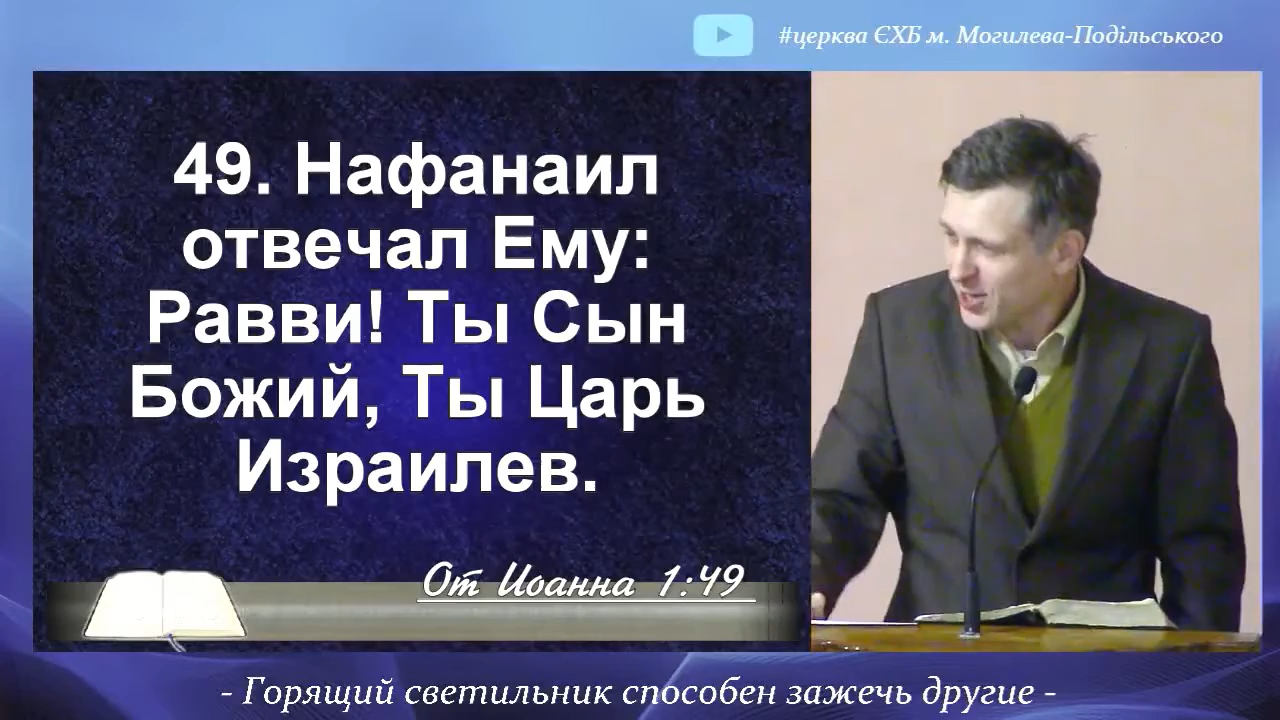 #церква ЄХБ м. Могилева-Подільського
49. Нафанаил
отвечал Ему:
Равви! Ты Сын
Божий, Ты Царь
Израилев.
От Иоанна 1:49
- Горящий светильник способен зажечь другие -